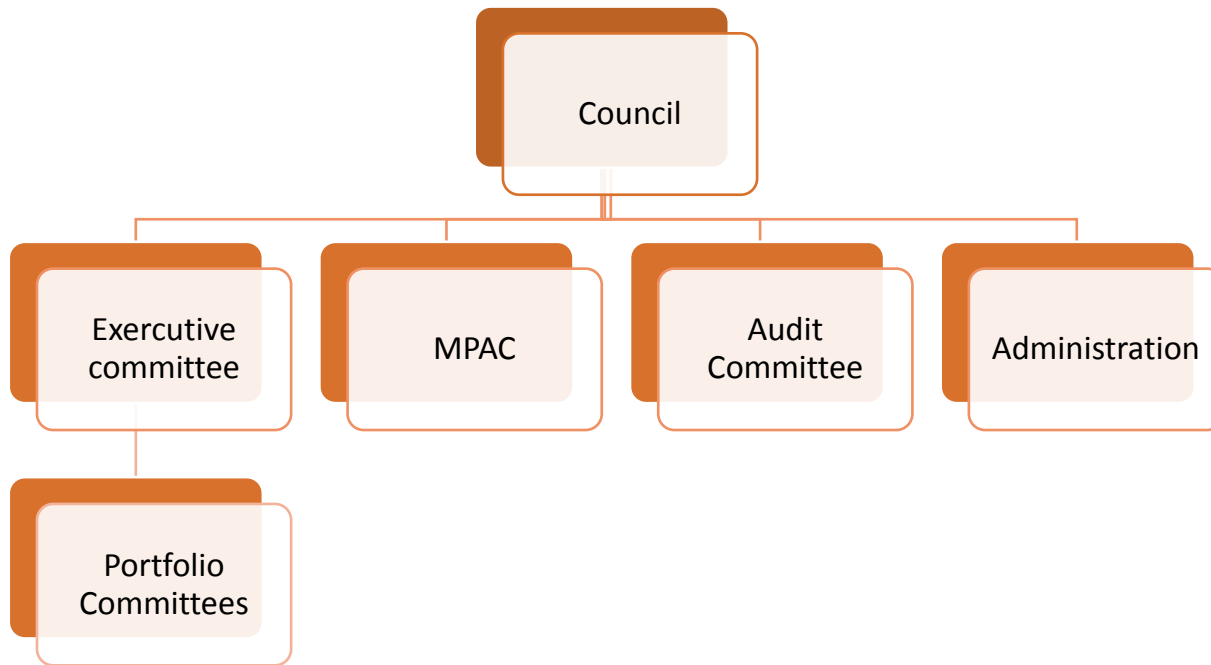 Council
Exercutive
committee
MPAC
Audit
Committee
Administration
Portfolio
Committees